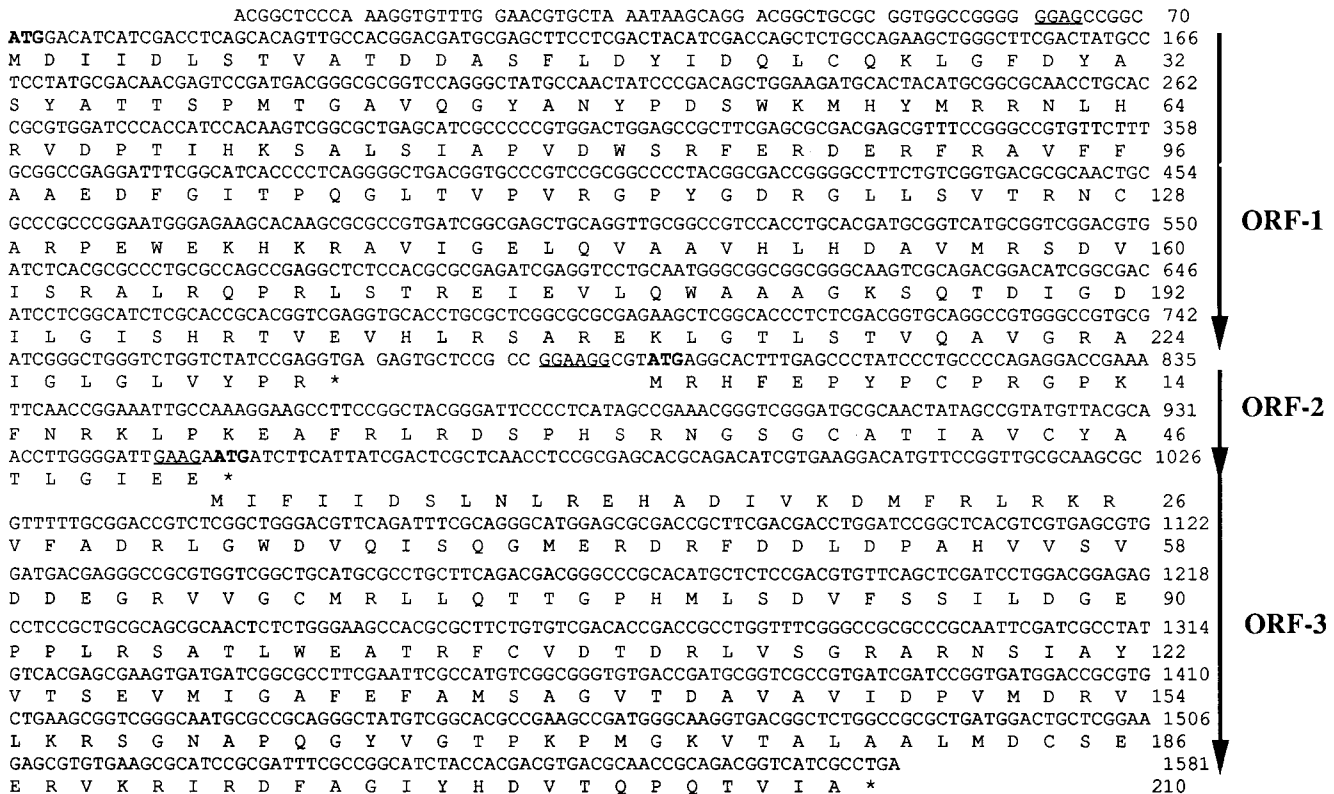 ACGGCTCCCA AAGGTGTTTG GAACGTGCTA AATAAGCAGG ACGGCTGCGC GGTGGCCGGGG GGAGCCGGC 70
ATGGACATCATCGACCTCAGCACAGTTGCCACGGACGATGCGAGCTTCCTCGACTACATCGACCAGCTCTGCCAGAAGCTGGGCTTCGACTATGCC 166
M D I I D L S T V A T D D A S F L D Y I D Q L C Q K L G F D Y A 32
TCCTATGCGACAACGAGTCCGATGACGGGCGCGGTCCAGGGCTATGCCAACTATCCCGACAGCTGGAAGATGCACTACATGCGGCGCAACCTGCAC 262
S Y A T T S P M T G A V Q G Y A N Y P D S W K M H Y M R R N L H 64
CGCGTGGATCCCACCATCCACAAGTCGGCGCTGAGCATCGCCCCCGTGGACTGGAGCCGCTTCGAGCGCGACGAGCGTTTCCGGGCCGTGTTCTTT 358
R V D P T I H K S A L S I A P V D W S R F E R D E R F R A V F F 96
GCGGCCGAGGATTTCGGCATCACCCCTCAGGGGCTGACGGTGCCCGTCCGCGGCCCCTACGGCGACCGGGGCCTTCTGTCGGTGACGCGCAACTGC 454
A A E D F G I T P Q G L T V P V R G P Y G D R G L L S V T R N C 128
GCCCGCCCGGAATGGGAGAAGCACAAGCGCGCCGTGATCGGCGAGCTGCAGGTTGCGGCCGTCCACCTGCACGATGCGGTCATGCGGTCGGACGTG 550
A R P E W E K H K R A V I G E L Q V A A V H L H D A V M R S D V 160
ORF-1
ATCTCACGCGCCCTGCGCCAGCCGAGGCTCTCCACGCGCGAGATCGAGGTCCTGCAATGGGCGGCGGCGGGCAAGTCGCAGACGGACATCGGCGAC 646
I S R A L R Q P R L S T R E I E V L Q W A A A G K S Q T D I G D 192
ATCCTCGGCATCTCGCACCGCACGGTCGAGGTGCACCTGCGCTCGGCGCGCGAGAAGCTCGGCACCCTCTCGACGGTGCAGGCCGTGGGCCGTGCG 742
I L G I S H R T V E V H L R S A R E K L G T L S T V Q A V G R A 224
ATCGGGCTGGGTCTGGTCTATCCGAGGTGA GAGTGCTCCG CC GGAAGGCGTATGAGGCACTTTGAGCCCTATCCCTGCCCCAGAGGACCGAAA 835
I G L G L V Y P R * M R H F E P Y P C P R G P K 14
TTCAACCGGAAATTGCCAAAGGAAGCCTTCCGGCTACGGGATTCCCCTCATAGCCGAAACGGGTCGGGATGCGCAACTATAGCCGTATGTTACGCA 931
F N R K L P K E A F R L R D S P H S R N G S G C A T I A V C Y A 46
ORF-2
ACCTTGGGGATTGAAGAATGATCTTCATTATCGACTCGCTCAACCTCCGCGAGCACGCAGACATCGTGAAGGACATGTTCCGGTTGCGCAAGCGC 1026
T L G I E E *
M I F I I D S L N L R E H A D I V K D M F R L R K R 26
GTTTTTGCGGACCGTCTCGGCTGGGACGTTCAGATTTCGCAGGGCATGGAGCGCGACCGCTTCGACGACCTGGATCCGGCTCACGTCGTGAGCGTG 1122
V F A D R L G W D V Q I S Q G M E R D R F D D L D P A H V V S V 58
GATGACGAGGGCCGCGTGGTCGGCTGCATGCGCCTGCTTCAGACGACGGGCCCGCACATGCTCTCCGACGTGTTCAGCTCGATCCTGGACGGAGAG 1218
D D E G R V V G C M R L L Q T T G P H M L S D V F S S I L D G E 90
CCTCCGCTGCGCAGCGCAACTCTCTGGGAAGCCACGCGCTTCTGTGTCGACACCGACCGCCTGGTTTCGGGCCGCGCCCGCAATTCGATCGCCTAT 1314
P P L R S A T L W E A T R F C V D T D R L V S G R A R N S I A Y 122
ORF-3
GTCACGAGCGAAGTGATGATCGGCGCCTTCGAATTCGCCATGTCGGCGGGTGTGACCGATGCGGTCGCCGTGATCGATCCGGTGATGGACCGCGTG 1410
V T S E V M I G A F E F A M S A G V T D A V A V I D P V M D R V 154
CTGAAGCGGTCGGGCAATGCGCCGCAGGGCTATGTCGGCACGCCGAAGCCGATGGGCAAGGTGACGGCTCTGGCCGCGCTGATGGACTGCTCGGAA 1506
L K R S G N A P Q G Y V G T P K P M G K V T A L A A L M D C S E 186
GAGCGTGTGAAGCGCATCCGCGATTTCGCCGGCATCTACCACGACGTGACGCAACCGCAGACGGTCATCGCCTGA 1581
E R V K R I R D F A G I Y H D V T Q P Q T V I A * 210